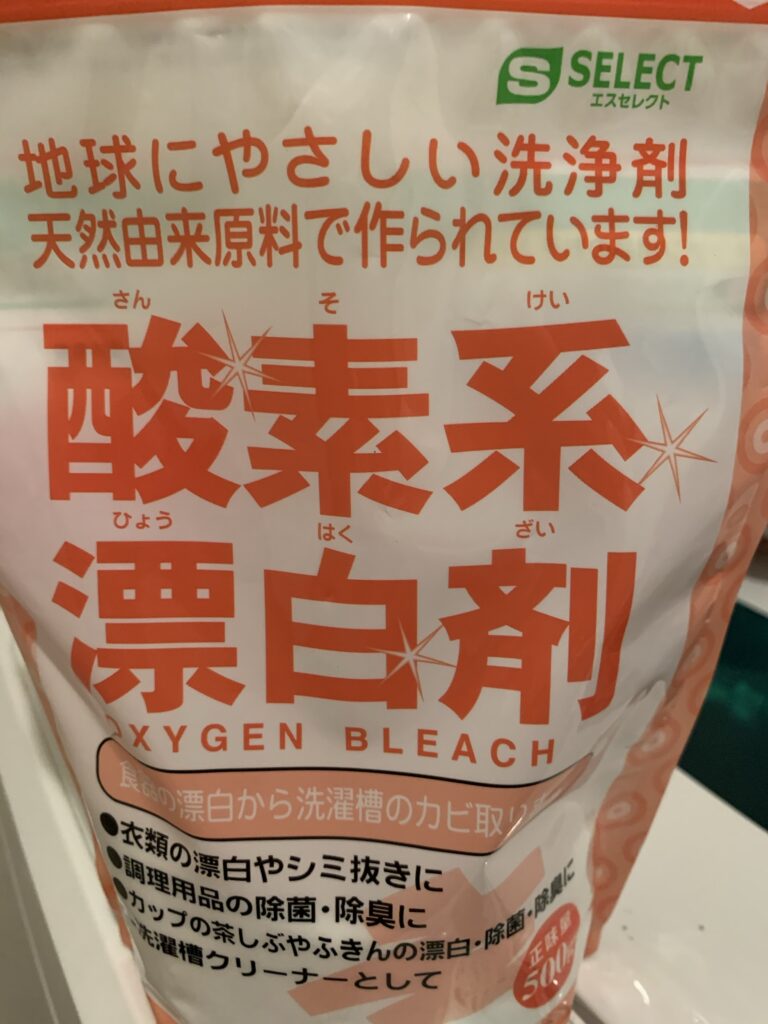 S SELECT
エスセレクト
地球にやさしい洗浄剤
天然由来原料で作られています!
さん そ けい
酸素系
ひょう はく ざい
漂白剤
OXYGEN BLEACH
食器の漂白から洗濯槽のカビ取り
●衣類の漂白やシミ抜きに
●調理用品の除菌・除臭に
●カップの茶しぶやふきんの漂白・除菌・除臭に
●洗濯槽クリーナーとして
正味量
500g